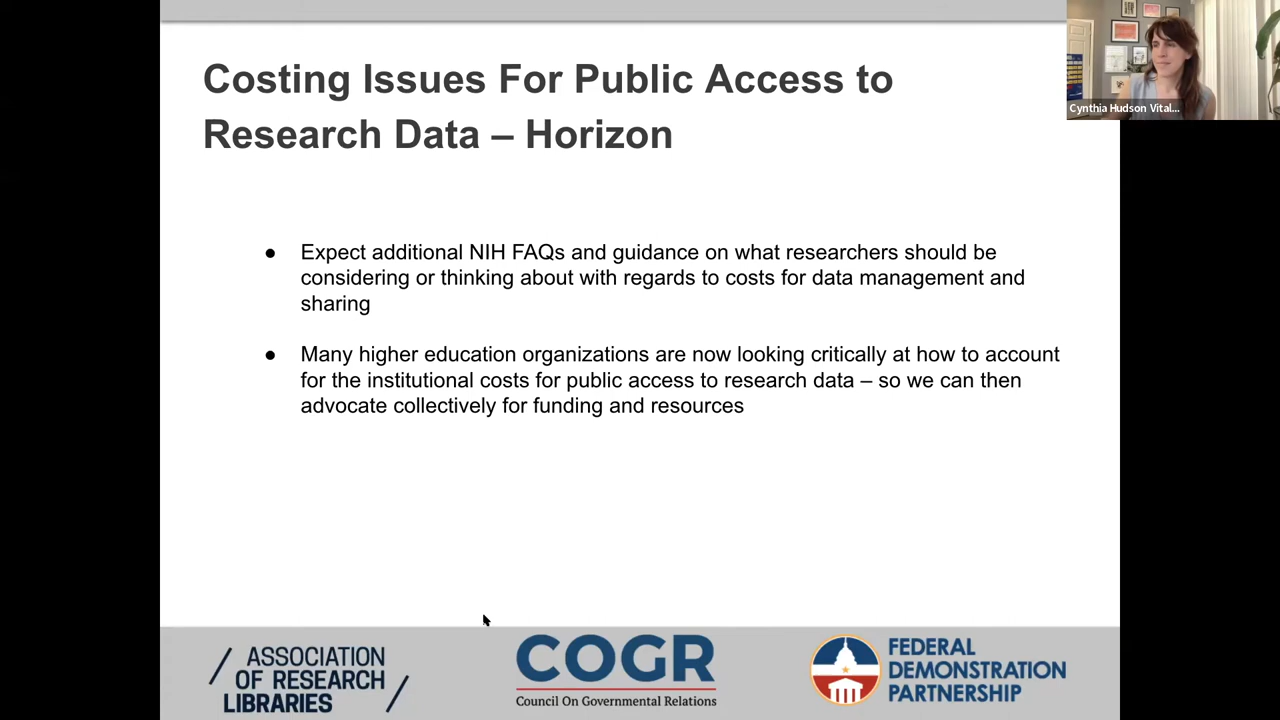 Costing Issues For Public Access to
Research Data – Horizon
Cynthia Hudson Vital...
● Expect additional NIH FAQs and guidance on what researchers should be
considering or thinking about with regards to costs for data management and
sharing
● Many higher education organizations are now looking critically at how to account
for the institutional costs for public access to research data – so we can then
advocate collectively for funding and resources
ASSOCIATION
OF RESEARCH
LIBRARIES
COGR
Council On Governmental Relations
FEDERAL
DEMONSTRATION
PARTNERSHIP